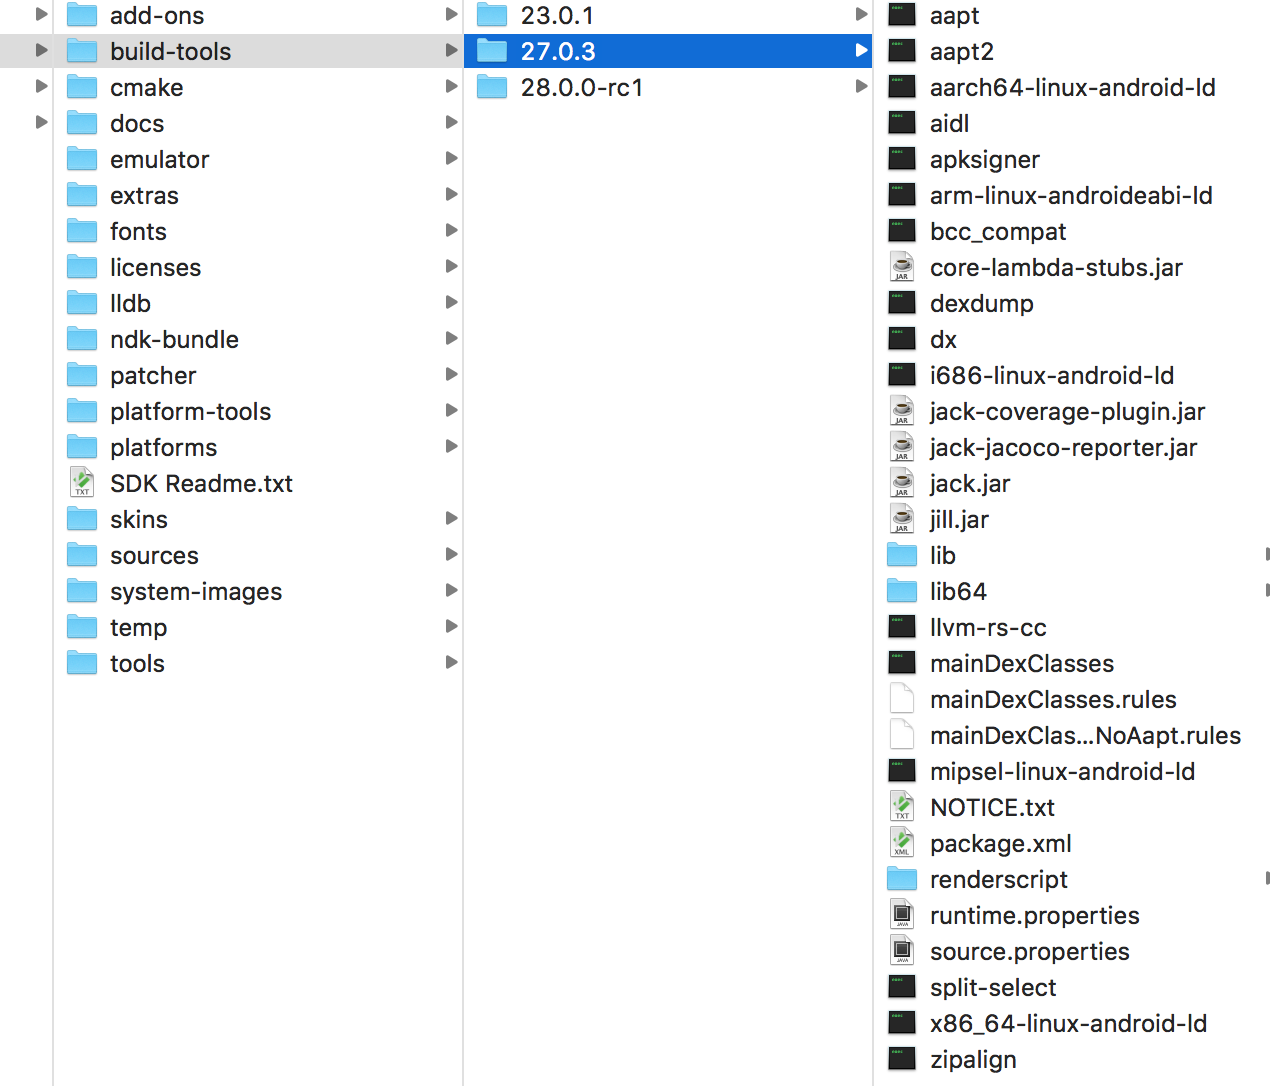 add-ons
build-tools
cmake
docs
emulator
extras
fonts
licenses
lldb
ndk-bundle
patcher
platform-tools
platforms
SDK Readme.txt
skins
sources
system-images
temp
tools
23.0.1
27.0.3
28.0.0-rc1
aapt
aapt2
aarch64-linux-android-ld
aidl
apksigner
arm-linux-androideabi-ld
bcc_compat
core-lambda-stubs.jar
dexdump
dx
i686-linux-android-ld
jack-coverage-plugin.jar
jack-jacoco-reporter.jar
jack.jar
jill.jar
lib
lib64
llvm-rs-cc
mainDexClasses
mainDexClasses.rules
mainDexClas...NoAapt.rules
mipsel-linux-android-ld
NOTICE.txt
package.xml
renderscript
runtime.properties
source.properties
split-select
x86_64-linux-android-ld
zipalign